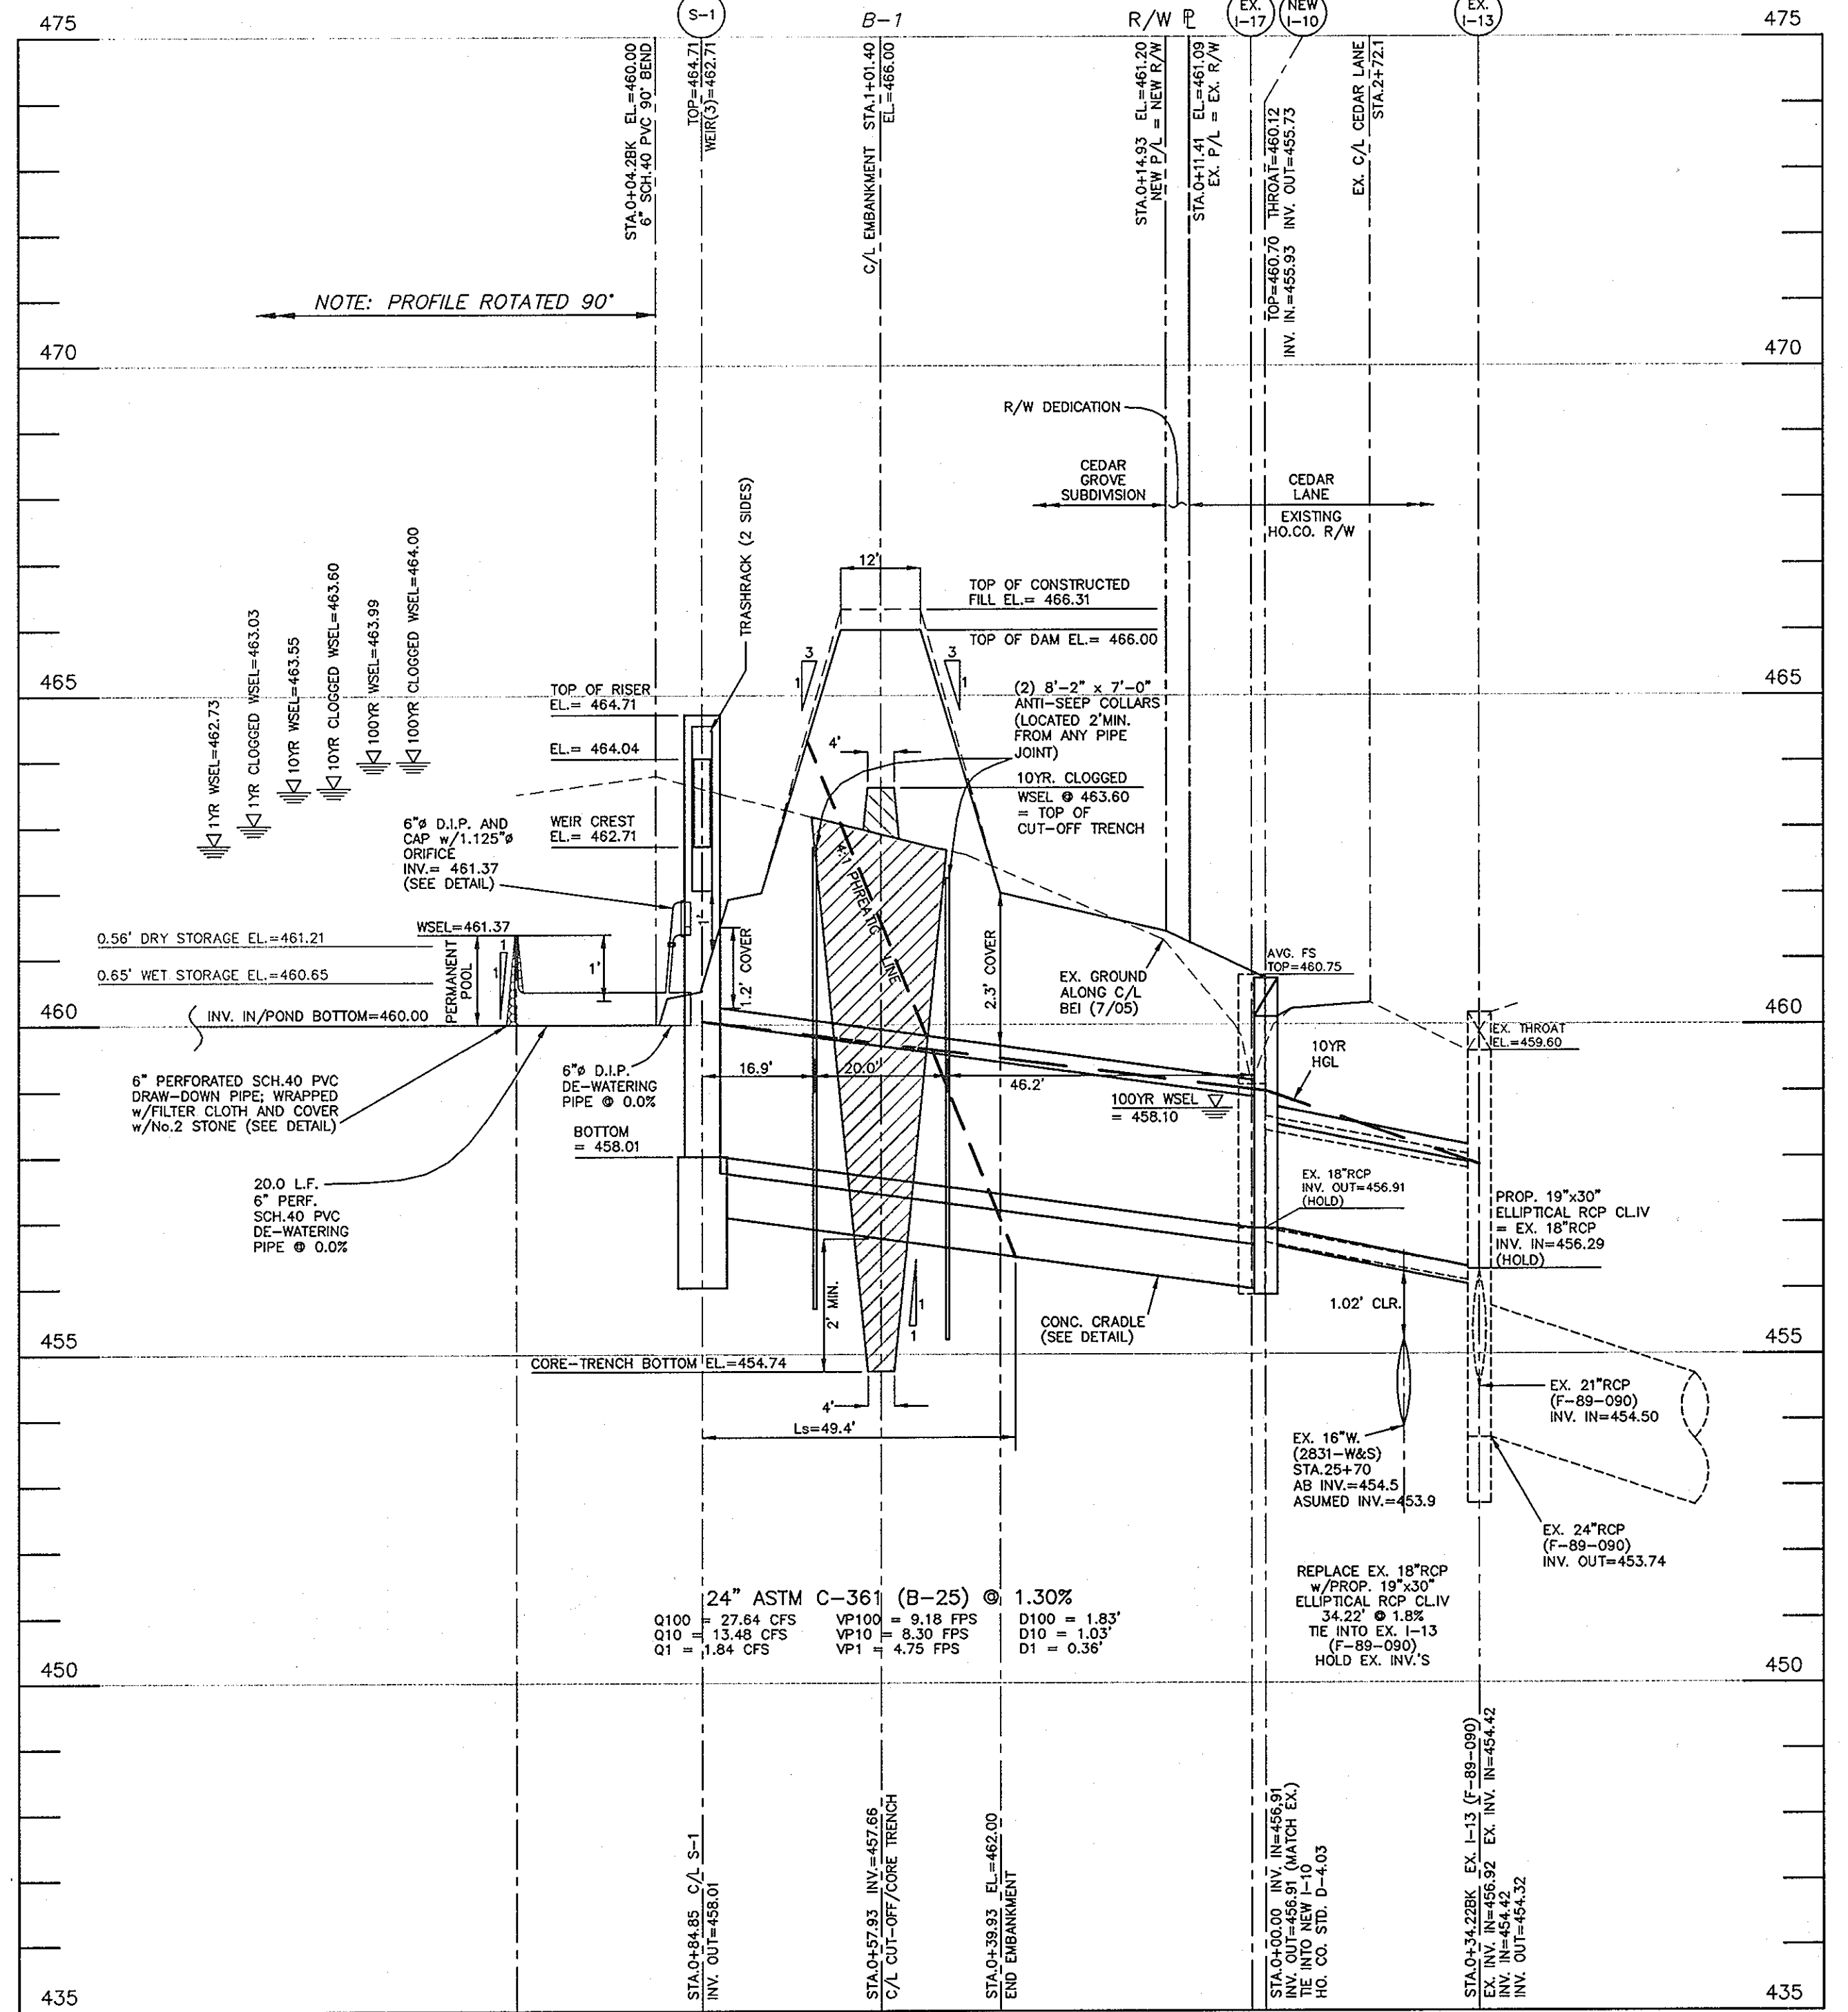 475
S-1
B-1
R/W ⅊
EX.
I-17
NEW
I-10
EX.
I-13
475
STA.0+04.2BK EL.=460.00
6" SCH.40 PVC 90° BEND
TOP=464.71
WEIR(3)=462.71
C/L EMBANKMENT STA.1+01.40
EL.=466.00
STA.0+14.93 EL=461.20
NEW P/L = NEW R/W
STA.0+11.41 EL=461.09
EX. P/L = EX. R/W
TOP=460.70 THROAT=460.12
INV. IN.=455.93 INV. OUT=455.73
EX. C/L CEDAR LANE
STA.2+72.1
NOTE: PROFILE ROTATED 90°
470
470
R/W DEDICATION
CEDAR
GROVE
SUBDIVISION
CEDAR
LANE
EXISTING
HO.CO. R/W
TRASHRACK (2 SIDES)
12'
TOP OF CONSTRUCTED
FILL EL.= 466.31
TOP OF DAM EL.= 466.00
1YR WSEL=462.73
1YR CLOGGED WSEL=463.03
10YR WSEL=463.55
10YR CLOGGED WSEL=463.60
100YR WSEL=463.99
100YR CLOGGED WSEL=464.00
3
1
3
1
465
465
TOP OF RISER
EL.= 464.71
EL.= 464.04
WEIR CREST
EL.= 462.71
4'
(2) 8'-2" x 7'-0"
ANTI-SEEP COLLARS
(LOCATED 2'MIN.
FROM ANY PIPE
JOINT)
10YR. CLOGGED
WSEL @ 463.60
= TOP OF
CUT-OFF TRENCH
6"ø D.I.P. AND
CAP w/1.125"ø
ORIFICE
INV.= 461.37
(SEE DETAIL)
4:1 PHREATIC LINE
0.56' DRY STORAGE EL.=461.21
0.65' WET STORAGE EL.=460.65
WSEL=461.37
PERMANENT
POOL
1
1
1'
1'
1.2' COVER
2.3' COVER
EX. GROUND
ALONG C/L
BEI (7/05)
AVG. FS
TOP=460.75
460
INV. IN/POND BOTTOM=460.00
460
EX. THROAT
EL.=459.60
6" PERFORATED SCH.40 PVC
DRAW-DOWN PIPE; WRAPPED
w/FILTER CLOTH AND COVER
w/No.2 STONE (SEE DETAIL)
6"ø D.I.P.
DE-WATERING
PIPE @ 0.0%
16.9'
20.0'
46.2'
10YR
HGL
100YR WSEL
= 458.10
BOTTOM
= 458.01
20.0 L.F.
6" PERF.
SCH.40 PVC
DE-WATERING
PIPE @ 0.0%
EX. 18"RCP
INV. OUT=456.91
(HOLD)
PROP. 19"x30"
ELLIPTICAL RCP CL.IV
= EX. 18"RCP
INV. IN=456.29
(HOLD)
2' MIN.
1
1
CONC. CRADLE
(SEE DETAIL)
1.02' CLR.
455
CORE-TRENCH BOTTOM EL.=454.74
455
4'
Ls=49.4'
EX. 21"RCP
(F-89-090)
INV. IN=454.50
EX. 16"W.
(2831-W&S)
STA.25+70
AB INV.=454.5
ASUMED INV.=453.9
EX. 24"RCP
(F-89-090)
INV. OUT=453.74
24" ASTM C-361 (B-25) @ 1.30%
Q100 = 27.64 CFS VP100 = 9.18 FPS D100 = 1.83'
Q10 = 13.48 CFS VP10 = 8.30 FPS D10 = 1.03'
Q1 = 1.84 CFS VP1 = 4.75 FPS D1 = 0.36'
REPLACE EX. 18"RCP
w/PROP. 19"x30"
ELLIPTICAL RCP CL.IV
34.22' @ 1.8%
TIE INTO EX. I-13
(F-89-090)
HOLD EX. INV.'S
450
450
STA.0+84.85 C/L S-1
INV. OUT=458.01
STA.0+57.93 INV.=457.66
C/L CUT-OFF/CORE TRENCH
STA.0+39.93 EL.=462.00
END EMBANKMENT
STA.0+00.00 INV. IN=456.91
INV. OUT=456.91 (MATCH EX.)
TIE INTO NEW I-10
HO. CO. STD. D-4.03
STA.0+34.22BK EX. I-13 (F-89-090)
EX. INV. IN=456.92 EX. INV. IN=454.42
INV. IN=454.42
INV. OUT=454.32
435
435